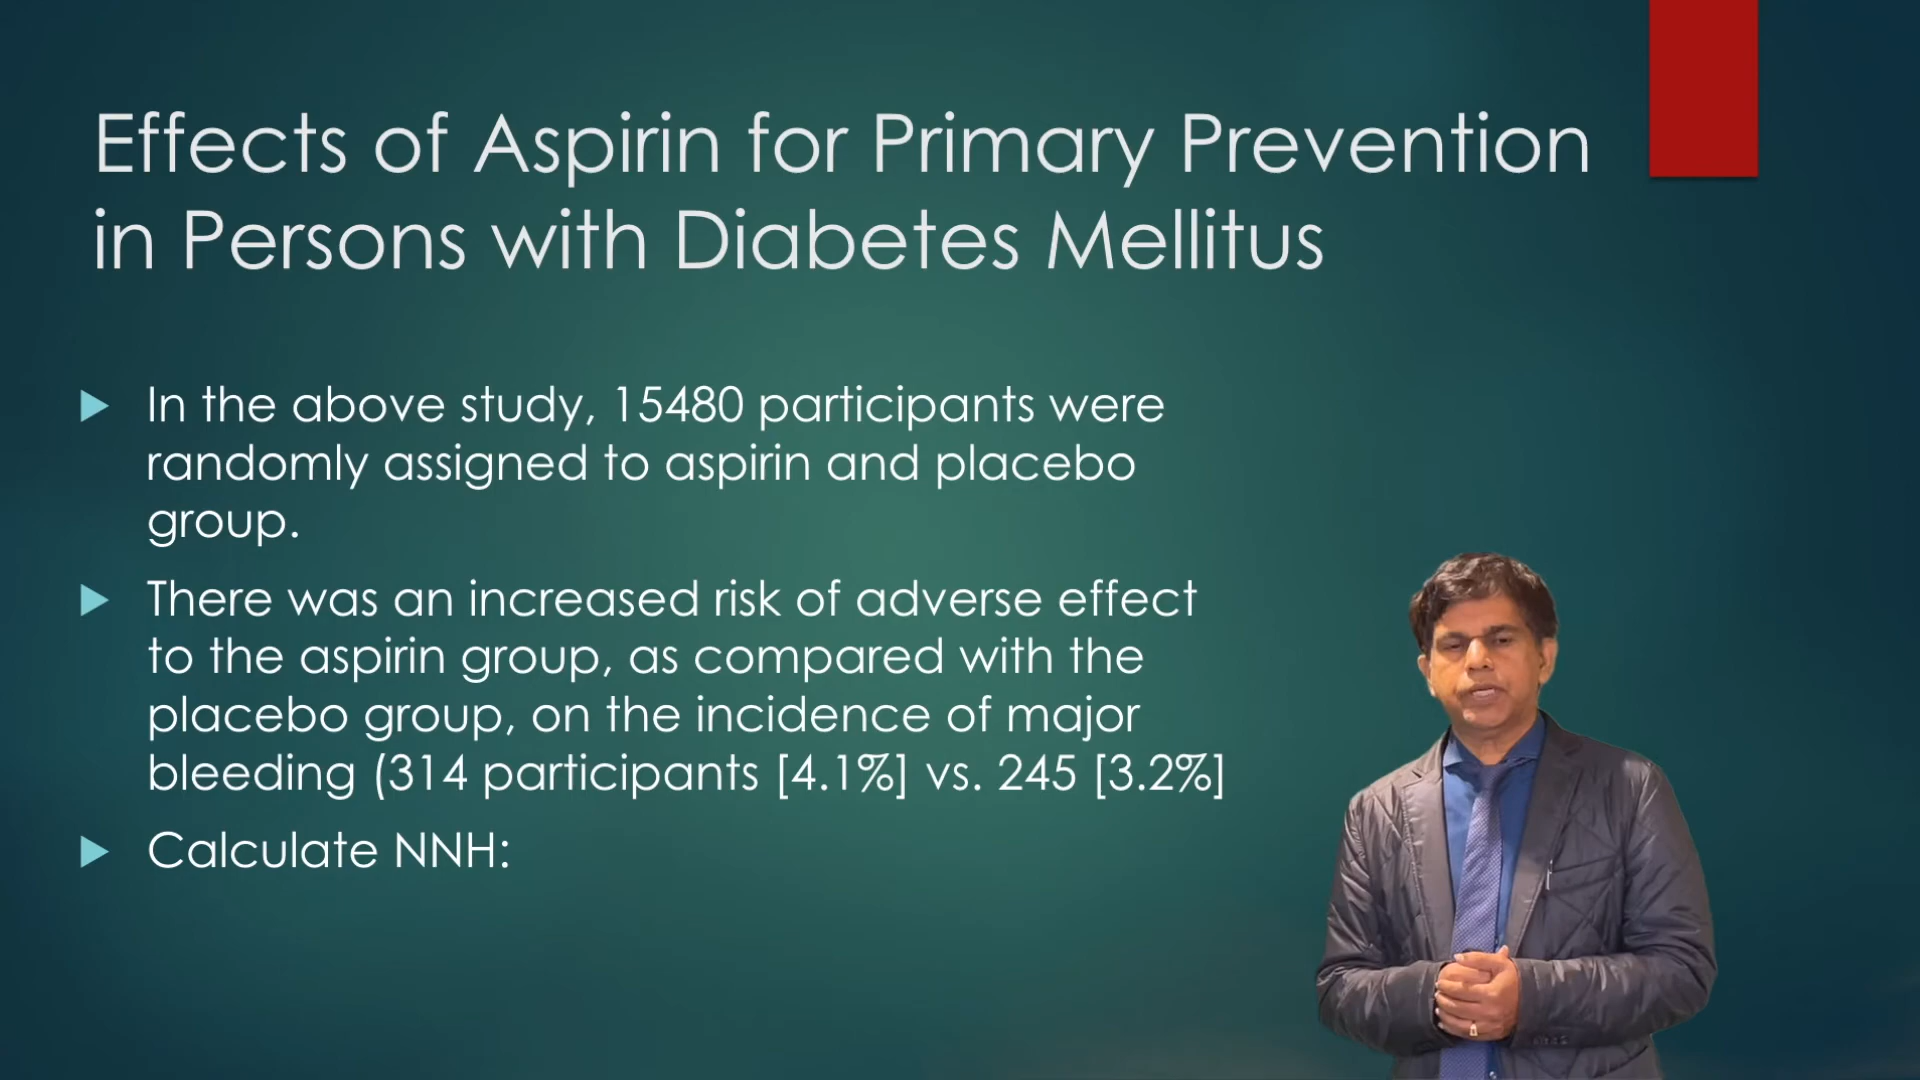 Effects of Aspirin for Primary Prevention
in Persons with Diabetes Mellitus
In the above study, 15480 participants were
randomly assigned to aspirin and placebo
group.
There was an increased risk of adverse effect
to the aspirin group, as compared with the
placebo group, on the incidence of major
bleeding (314 participants [4.1%] vs. 245 [3.2%]
Calculate NNH: